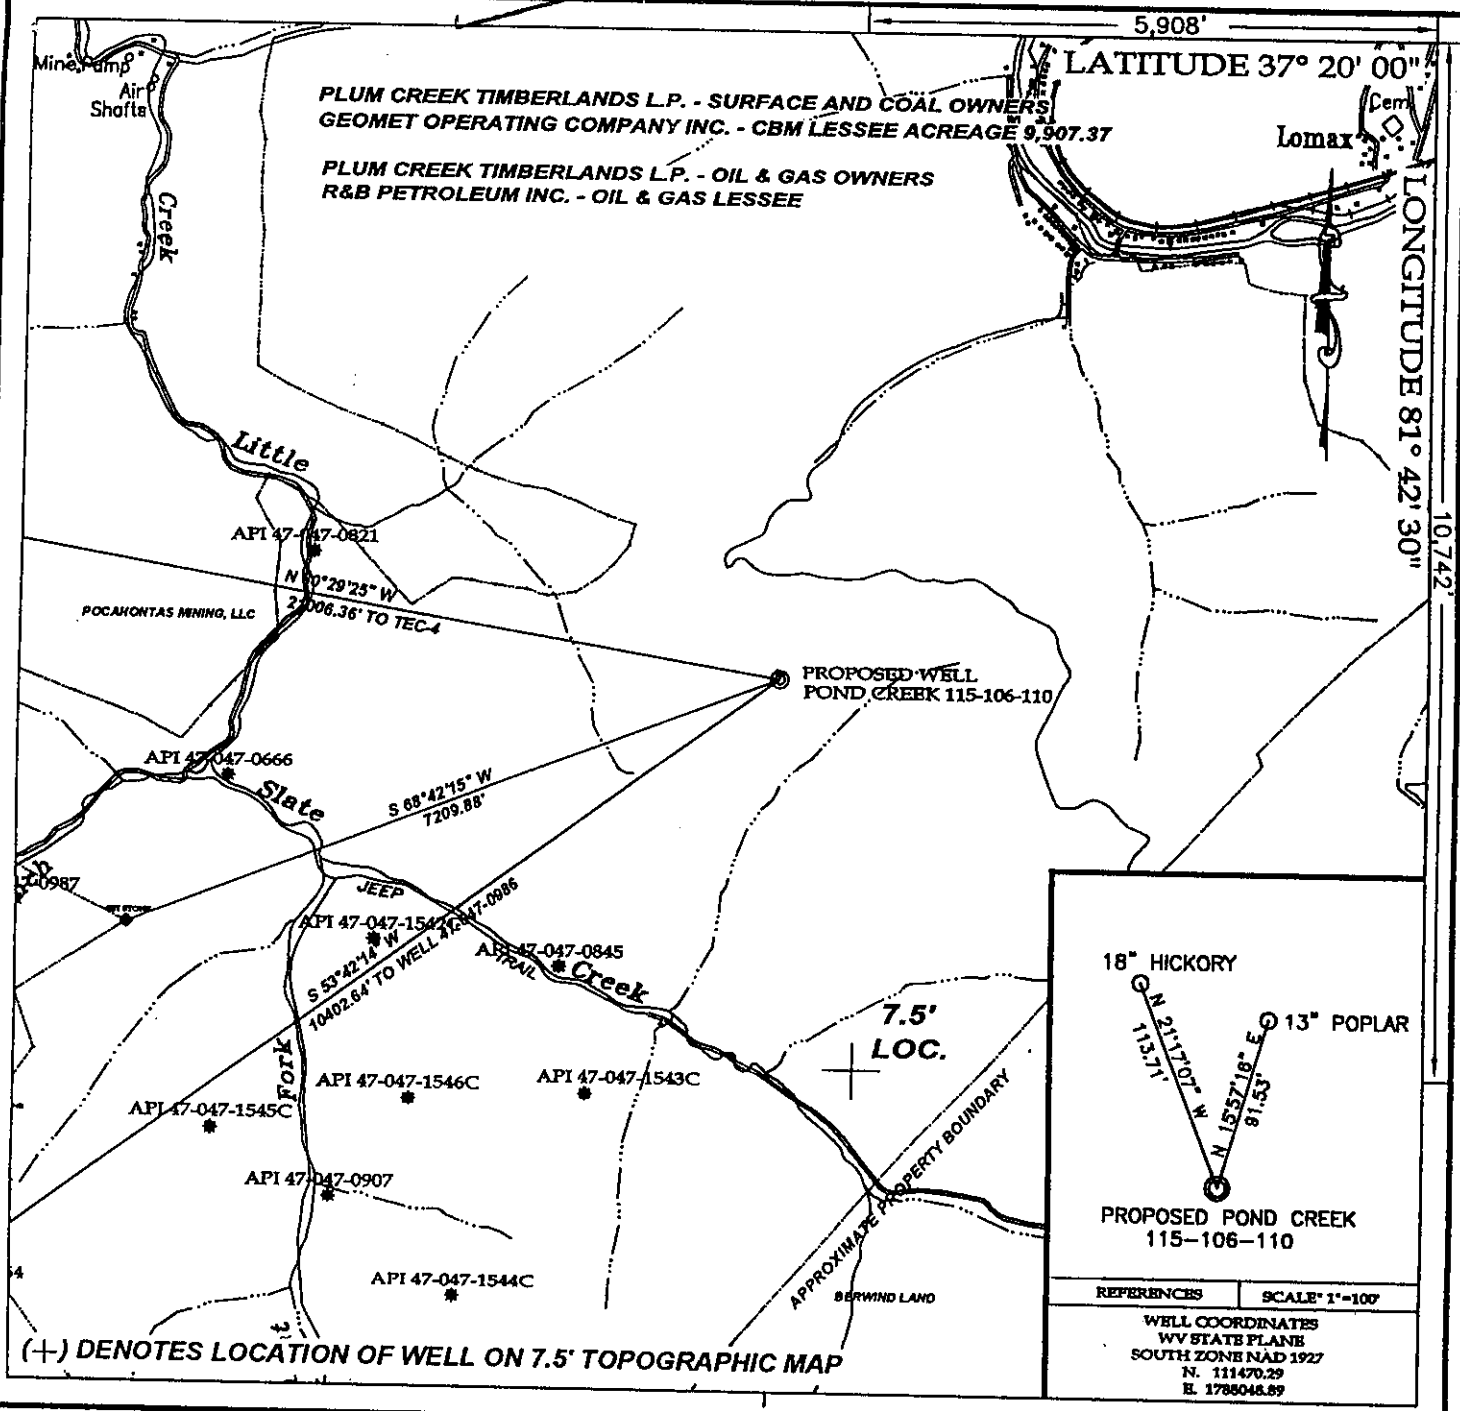 5,908'
LATITUDE 37° 20' 00"
Mine Pump
Air
Shafts
PLUM CREEK TIMBERLANDS L.P. - SURFACE AND COAL OWNERS
GEOMET OPERATING COMPANY INC. - CBM LESSEE ACREAGE 9,907.37
Cem
Lomax
PLUM CREEK TIMBERLANDS L.P. - OIL & GAS OWNERS
R&B PETROLEUM INC. - OIL & GAS LESSEE
LONGITUDE 81° 42' 30"
10,742'
Creek
Little
API 47-047-0821
POCAHONTAS MINING, LLC
TO TEC-4
PROPOSED WELL
POND CREEK 115-106-110
API 47-047-0666
Slate
S 68°42'15" W
7209.88'
JEEP
API 47-047-0845
TRAIL
Creek
S 53°42'14" W
10402.64' TO WELL 47-047-0986
7.5'
LOC.
Fork
API 47-047-1546C
API 47-047-1543C
API 47-047-1545C
API 47-047-0907
API 47-047-1544C
APPROXIMATE PROPERTY BOUNDARY
BERWIND LAND
(+) DENOTES LOCATION OF WELL ON 7.5' TOPOGRAPHIC MAP
18" HICKORY
13" POPLAR
N 21°17'07" W
113.71'
N 15°57'18" E
91.53'
PROPOSED POND CREEK
115-106-110
REFERENCES
SCALE" 1"=100'
WELL COORDINATES
WV STATE PLANE
SOUTH ZONE NAD 1927
N. 111470.29
E. 1788048.89